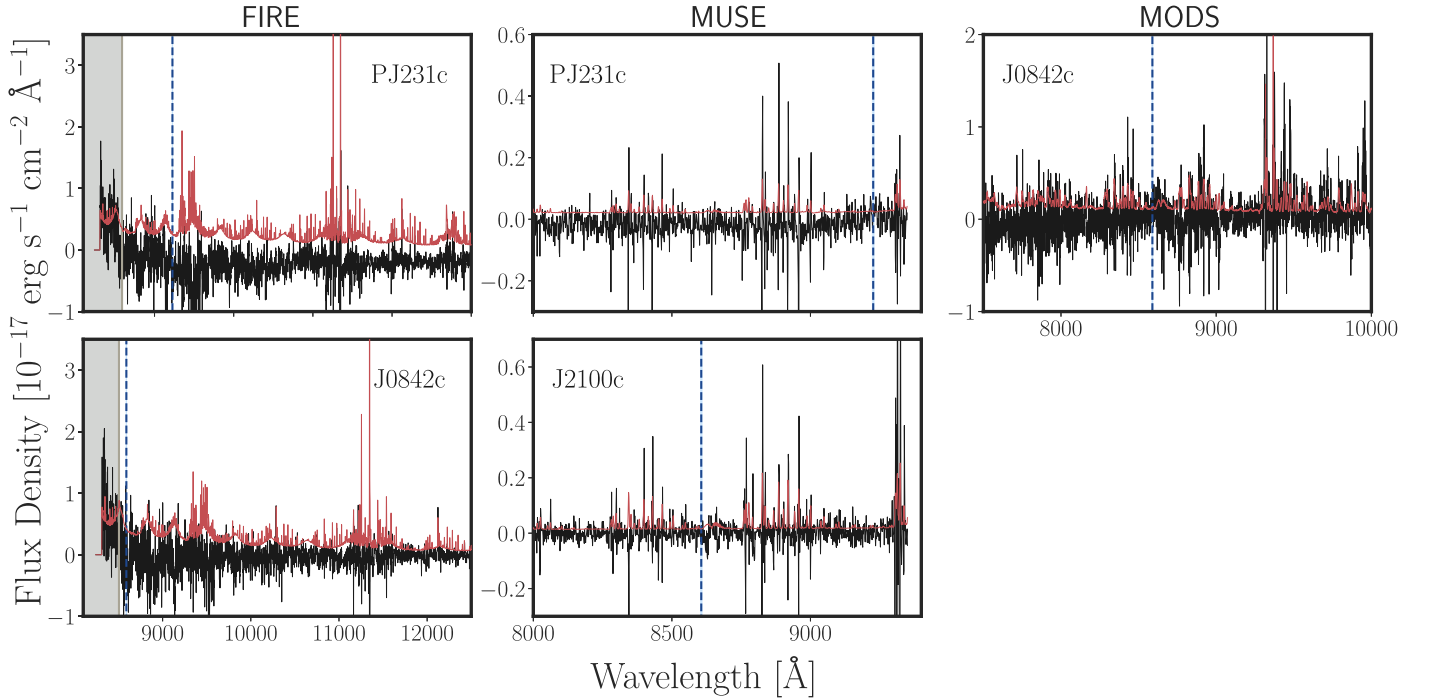 FIRE MUSE MODS
PJ231c PJ231c J0842c
3 2 1 0 −1
0.6 0.4 0.2 0.0 −0.2
2 1 0 −1
8000 9000 10000
J0842c J2100c
3 2 1 0 −1
0.6 0.4 0.2 0.0 −0.2
9000 10000 11000 12000
8000 8500 9000
Flux Density [10⁻¹⁷ erg s⁻¹ cm⁻² Å⁻¹]
Wavelength [Å]